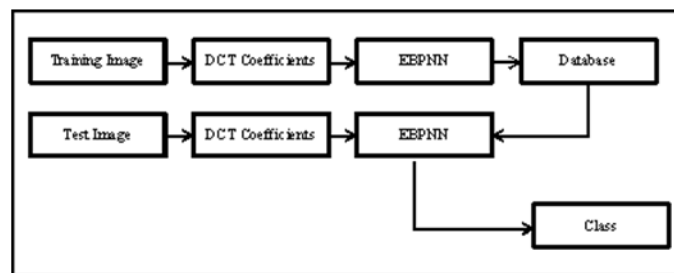 Training Image
DCT Coefficients
EBPNN
Database
Test Image
DCT Coefficients
EBPNN
Class